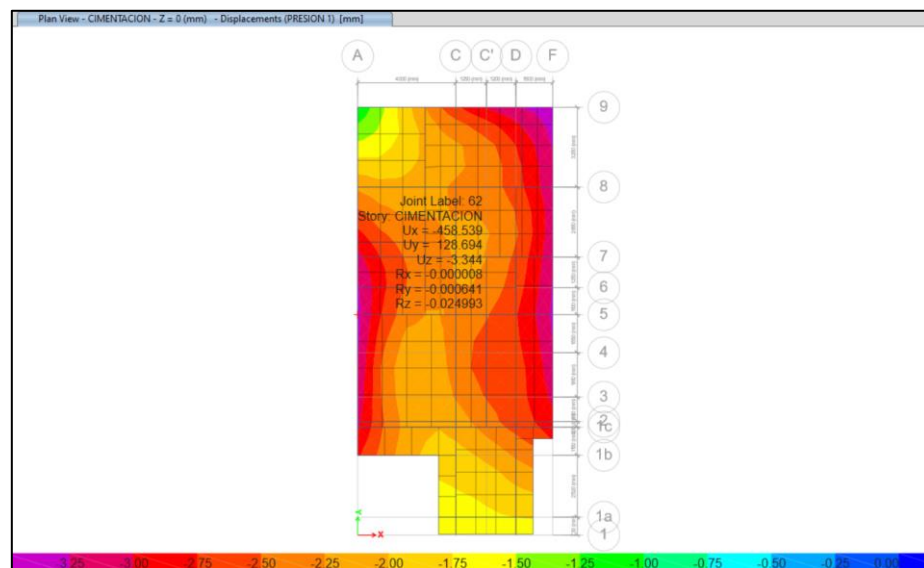 Plan View - CIMENTACION - Z = 0 (mm) - Displacements (PRESION 1) [mm]
A C C' D F
4000 (mm)
9
8
Joint Label: 62
Story: CIMENTACION
Ux = -458.539
Uy = 128.694
Uz = -3.344
Rx = -0.000008
Ry = -0.000641
Rz = -0.024993
7
6
5
4
3
2
1c
1b
1a
1
Y
X
-3.25 -3.00 -2.75 -2.50 -2.25 -2.00 -1.75 -1.50 -1.25 -1.00 -0.75 -0.50 -0.25 0.00